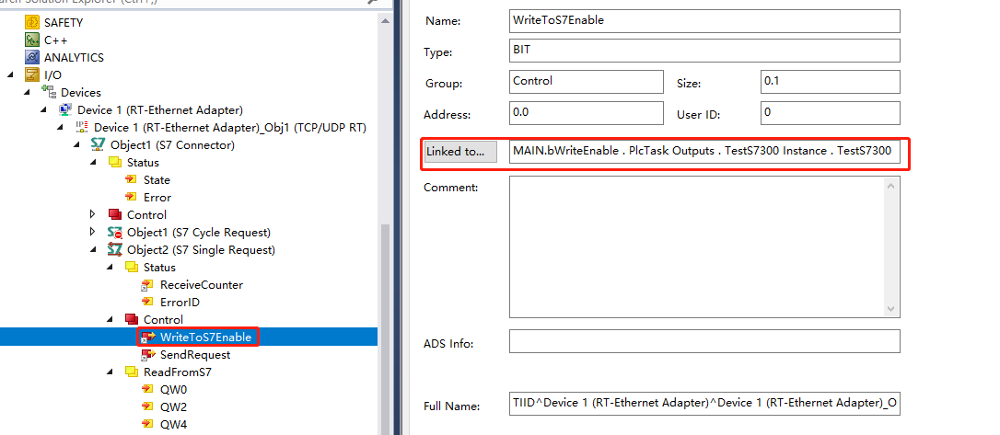 SAFETY
C++
ANALYTICS
I/O
Devices
Device 1 (RT-Ethernet Adapter)
Device 1 (RT-Ethernet Adapter)_Obj1 (TCP/UDP RT)
Object1 (S7 Connector)
Status
State
Error
Control
Object1 (S7 Cycle Request)
Object2 (S7 Single Request)
Status
ReceiveCounter
ErrorID
Control
WriteToS7Enable
SendRequest
ReadFromS7
QW0
QW2
QW4
Name: WriteToS7Enable
Type: BIT
Group: Control Size: 0.1
Address: 0.0 User ID: 0
Linked to... MAIN.bWriteEnable . PlcTask Outputs . TestS7300 Instance . TestS7300
Comment:
ADS Info:
Full Name: TIID^Device 1 (RT-Ethernet Adapter)^Device 1 (RT-Ethernet Adapter)_O